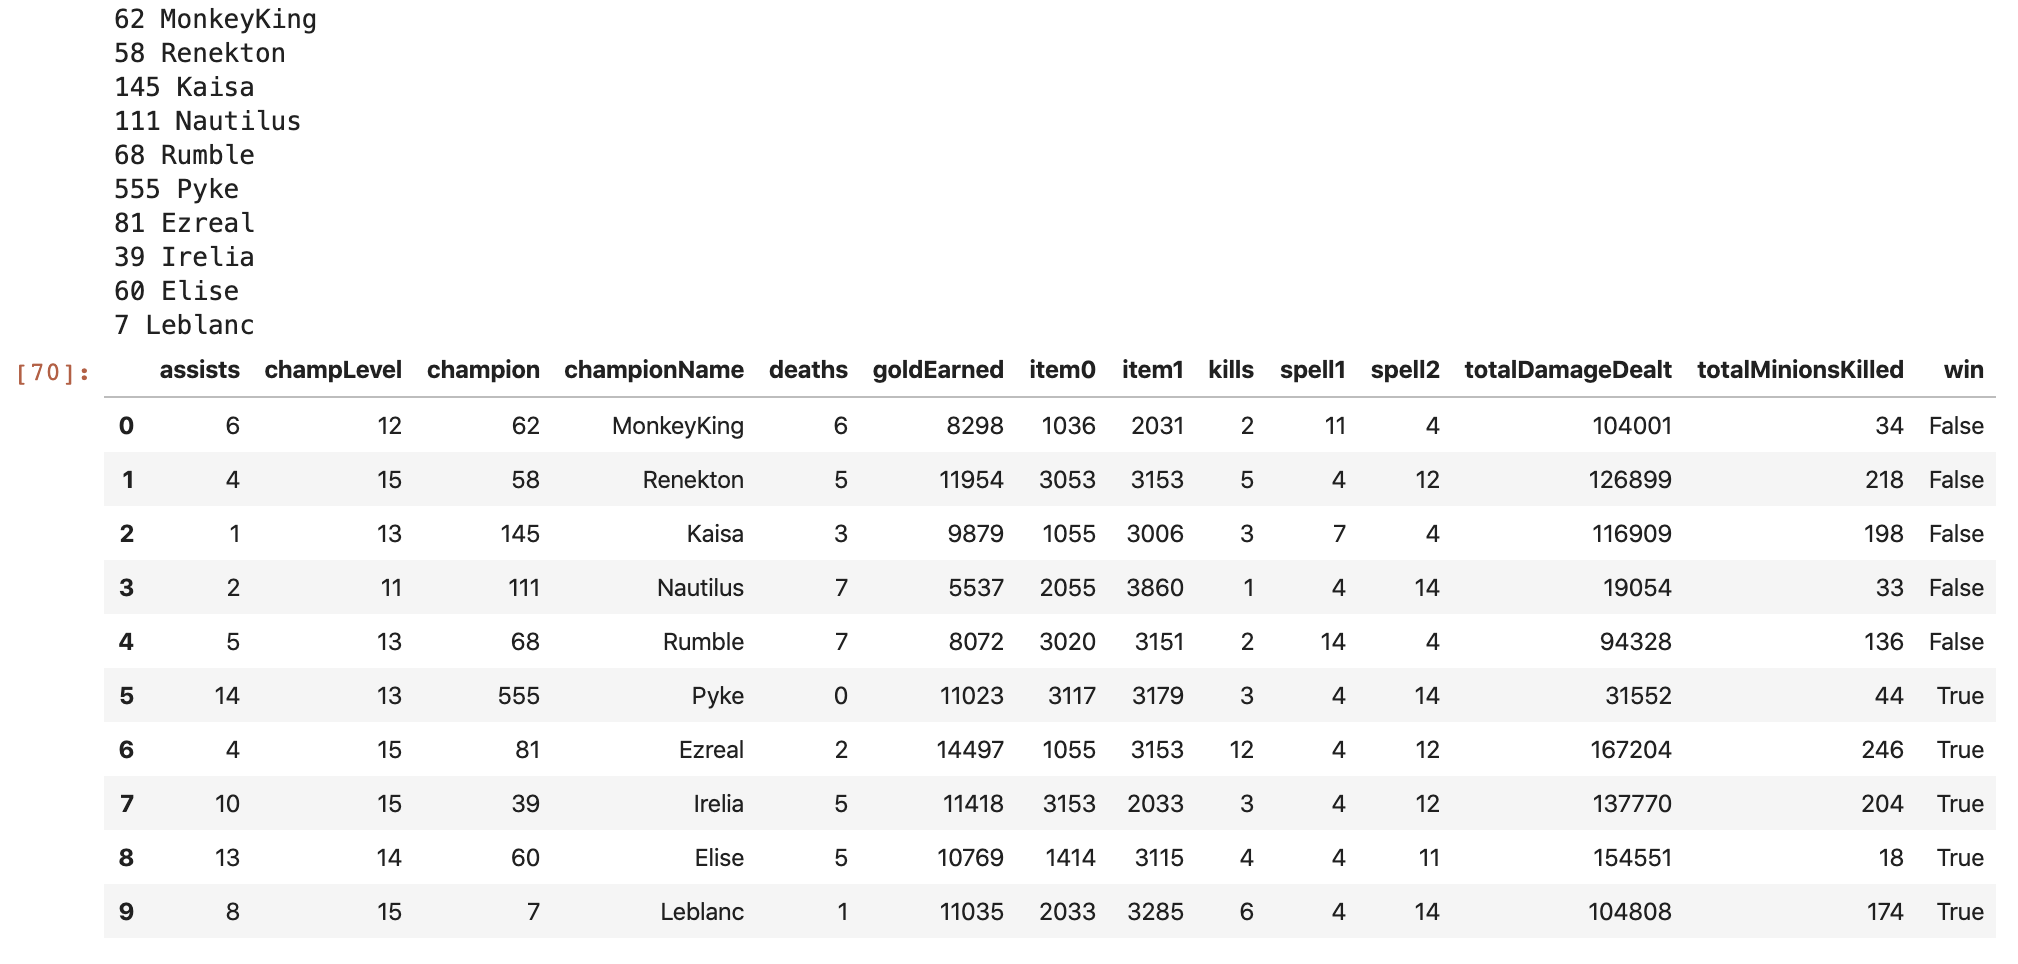 62 MonkeyKing
58 Renekton
145 Kaisa
111 Nautilus
68 Rumble
555 Pyke
81 Ezreal
39 Irelia
60 Elise
7 Leblanc
[70]: assists champLevel champion championName deaths goldEarned item0 item1 kills spell1 spell2 totalDamageDealt totalMinionsKilled win
0 6 12 62 MonkeyKing 6 8298 1036 2031 2 11 4 104001 34 False
1 4 15 58 Renekton 5 11954 3053 3153 5 4 12 126899 218 False
2 1 13 145 Kaisa 3 9879 1055 3006 3 7 4 116909 198 False
3 2 11 111 Nautilus 7 5537 2055 3860 1 4 14 19054 33 False
4 5 13 68 Rumble 7 8072 3020 3151 2 14 4 94328 136 False
5 14 13 555 Pyke 0 11023 3117 3179 3 4 14 31552 44 True
6 4 15 81 Ezreal 2 14497 1055 3153 12 4 12 167204 246 True
7 10 15 39 Irelia 5 11418 3153 2033 3 4 12 137770 204 True
8 13 14 60 Elise 5 10769 1414 3115 4 4 11 154551 18 True
9 8 15 7 Leblanc 1 11035 2033 3285 6 4 14 104808 174 True